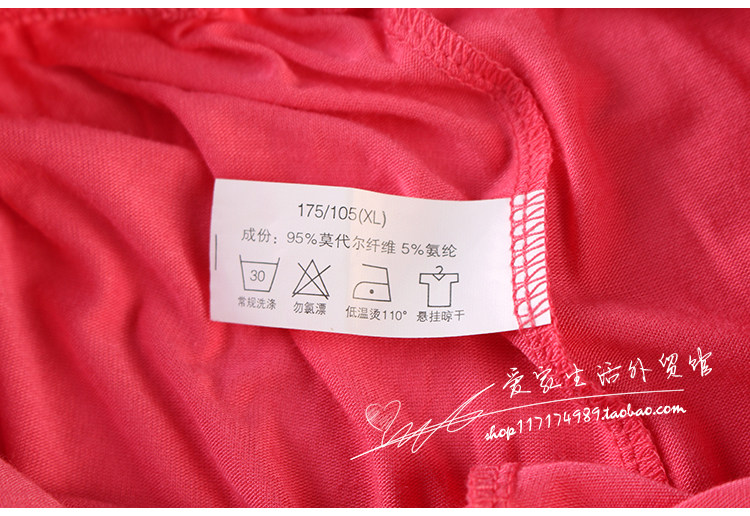 175/105(XL)
成份：95%莫代尔纤维 5%氨纶
30
常规洗涤 勿氯漂 低温烫110° 悬挂晾干
爱家生活外贸馆
shop117174989.taobao.com